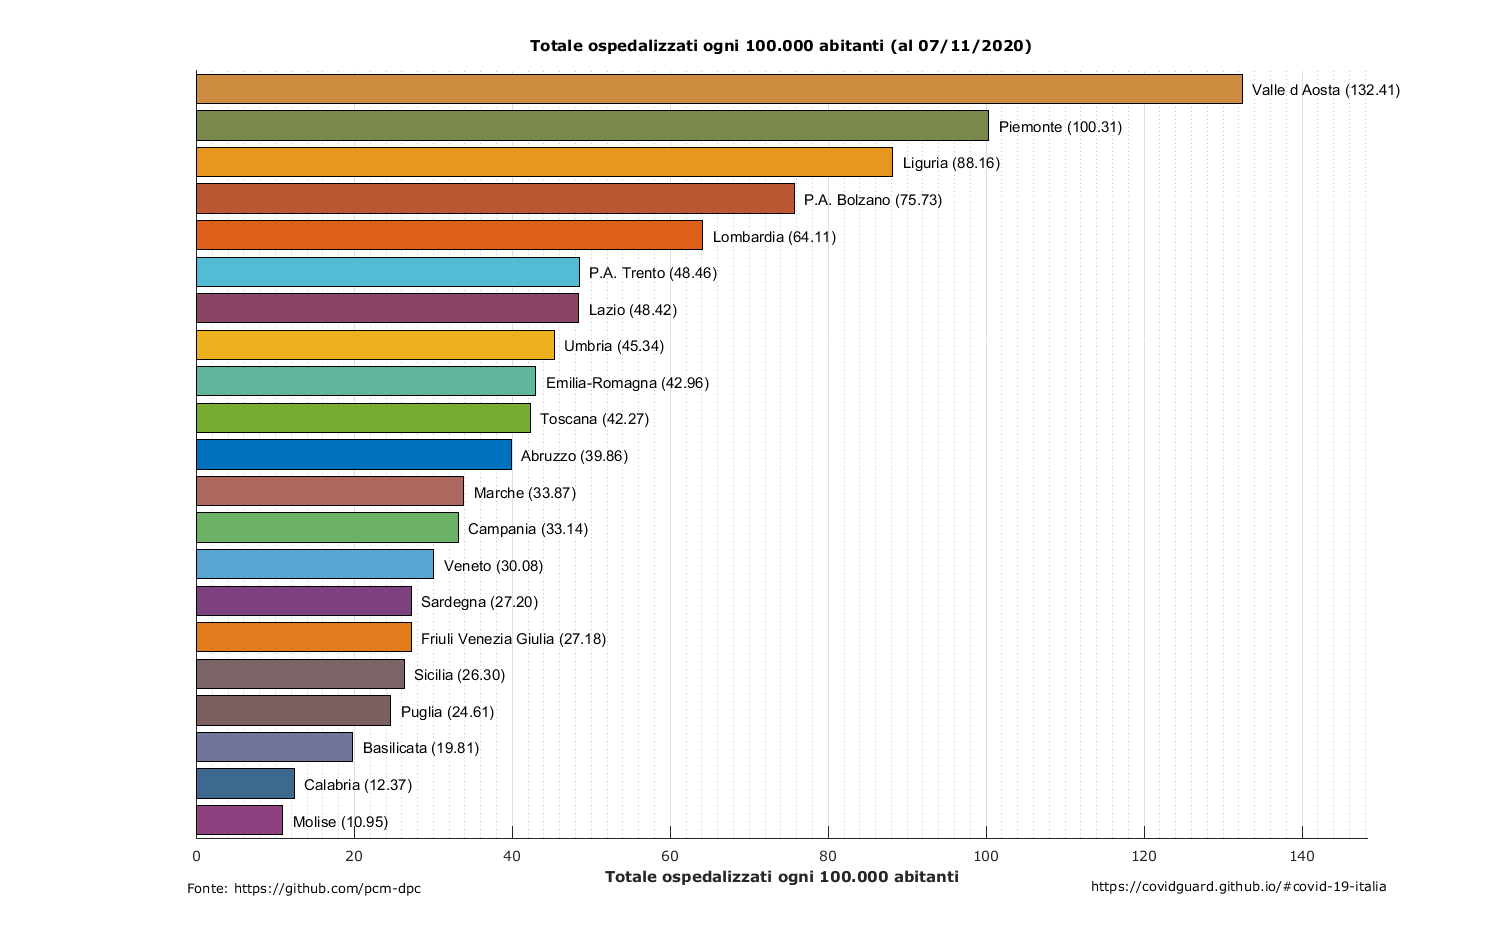 Totale ospedalizzati ogni 100.000 abitanti (al 07/11/2020)
Valle d Aosta (132.41)
Piemonte (100.31)
Liguria (88.16)
P.A. Bolzano (75.73)
Lombardia (64.11)
P.A. Trento (48.46)
Lazio (48.42)
Umbria (45.34)
Emilia-Romagna (42.96)
Toscana (42.27)
Abruzzo (39.86)
Marche (33.87)
Campania (33.14)
Veneto (30.08)
Sardegna (27.20)
Friuli Venezia Giulia (27.18)
Sicilia (26.30)
Puglia (24.61)
Basilicata (19.81)
Calabria (12.37)
Molise (10.95)
0 20 40 60 80 100 120 140
Totale ospedalizzati ogni 100.000 abitanti
Fonte: https://github.com/pcm-dpc
https://covidguard.github.io/#covid-19-italia